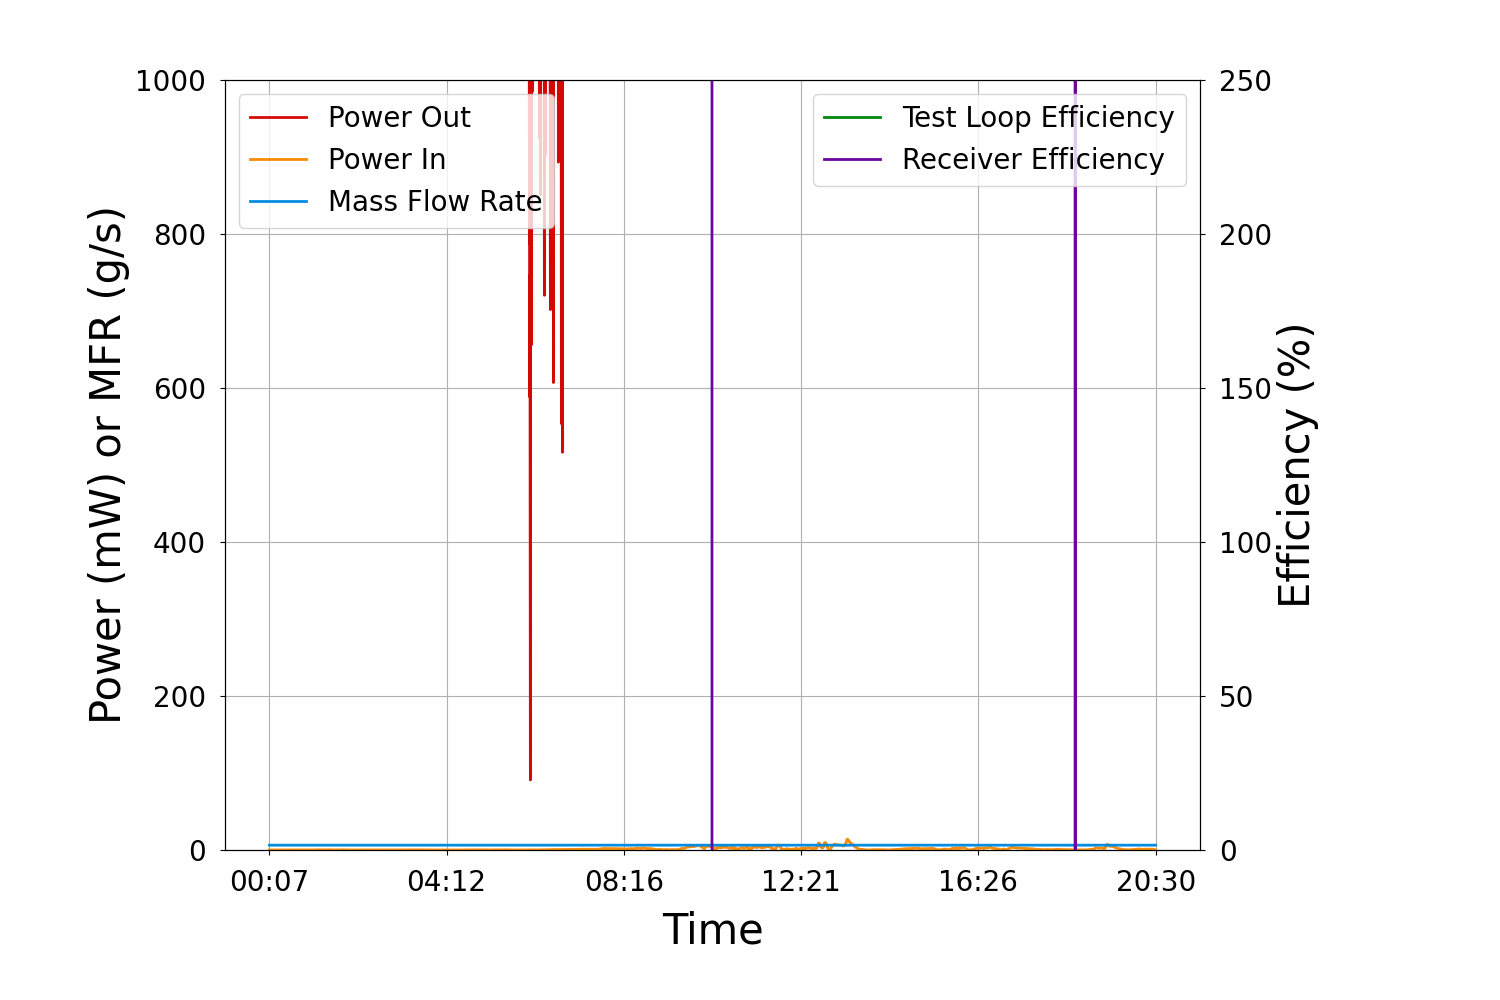 Power (mW) or MFR (g/s)
1000
800
600
400
200
0
Power Out
Power In
Mass Flow Rate
Test Loop Efficiency
Receiver Efficiency
250
200
150
100
50
0
Efficiency (%)
00:07 04:12 08:16 12:21 16:26 20:30
Time